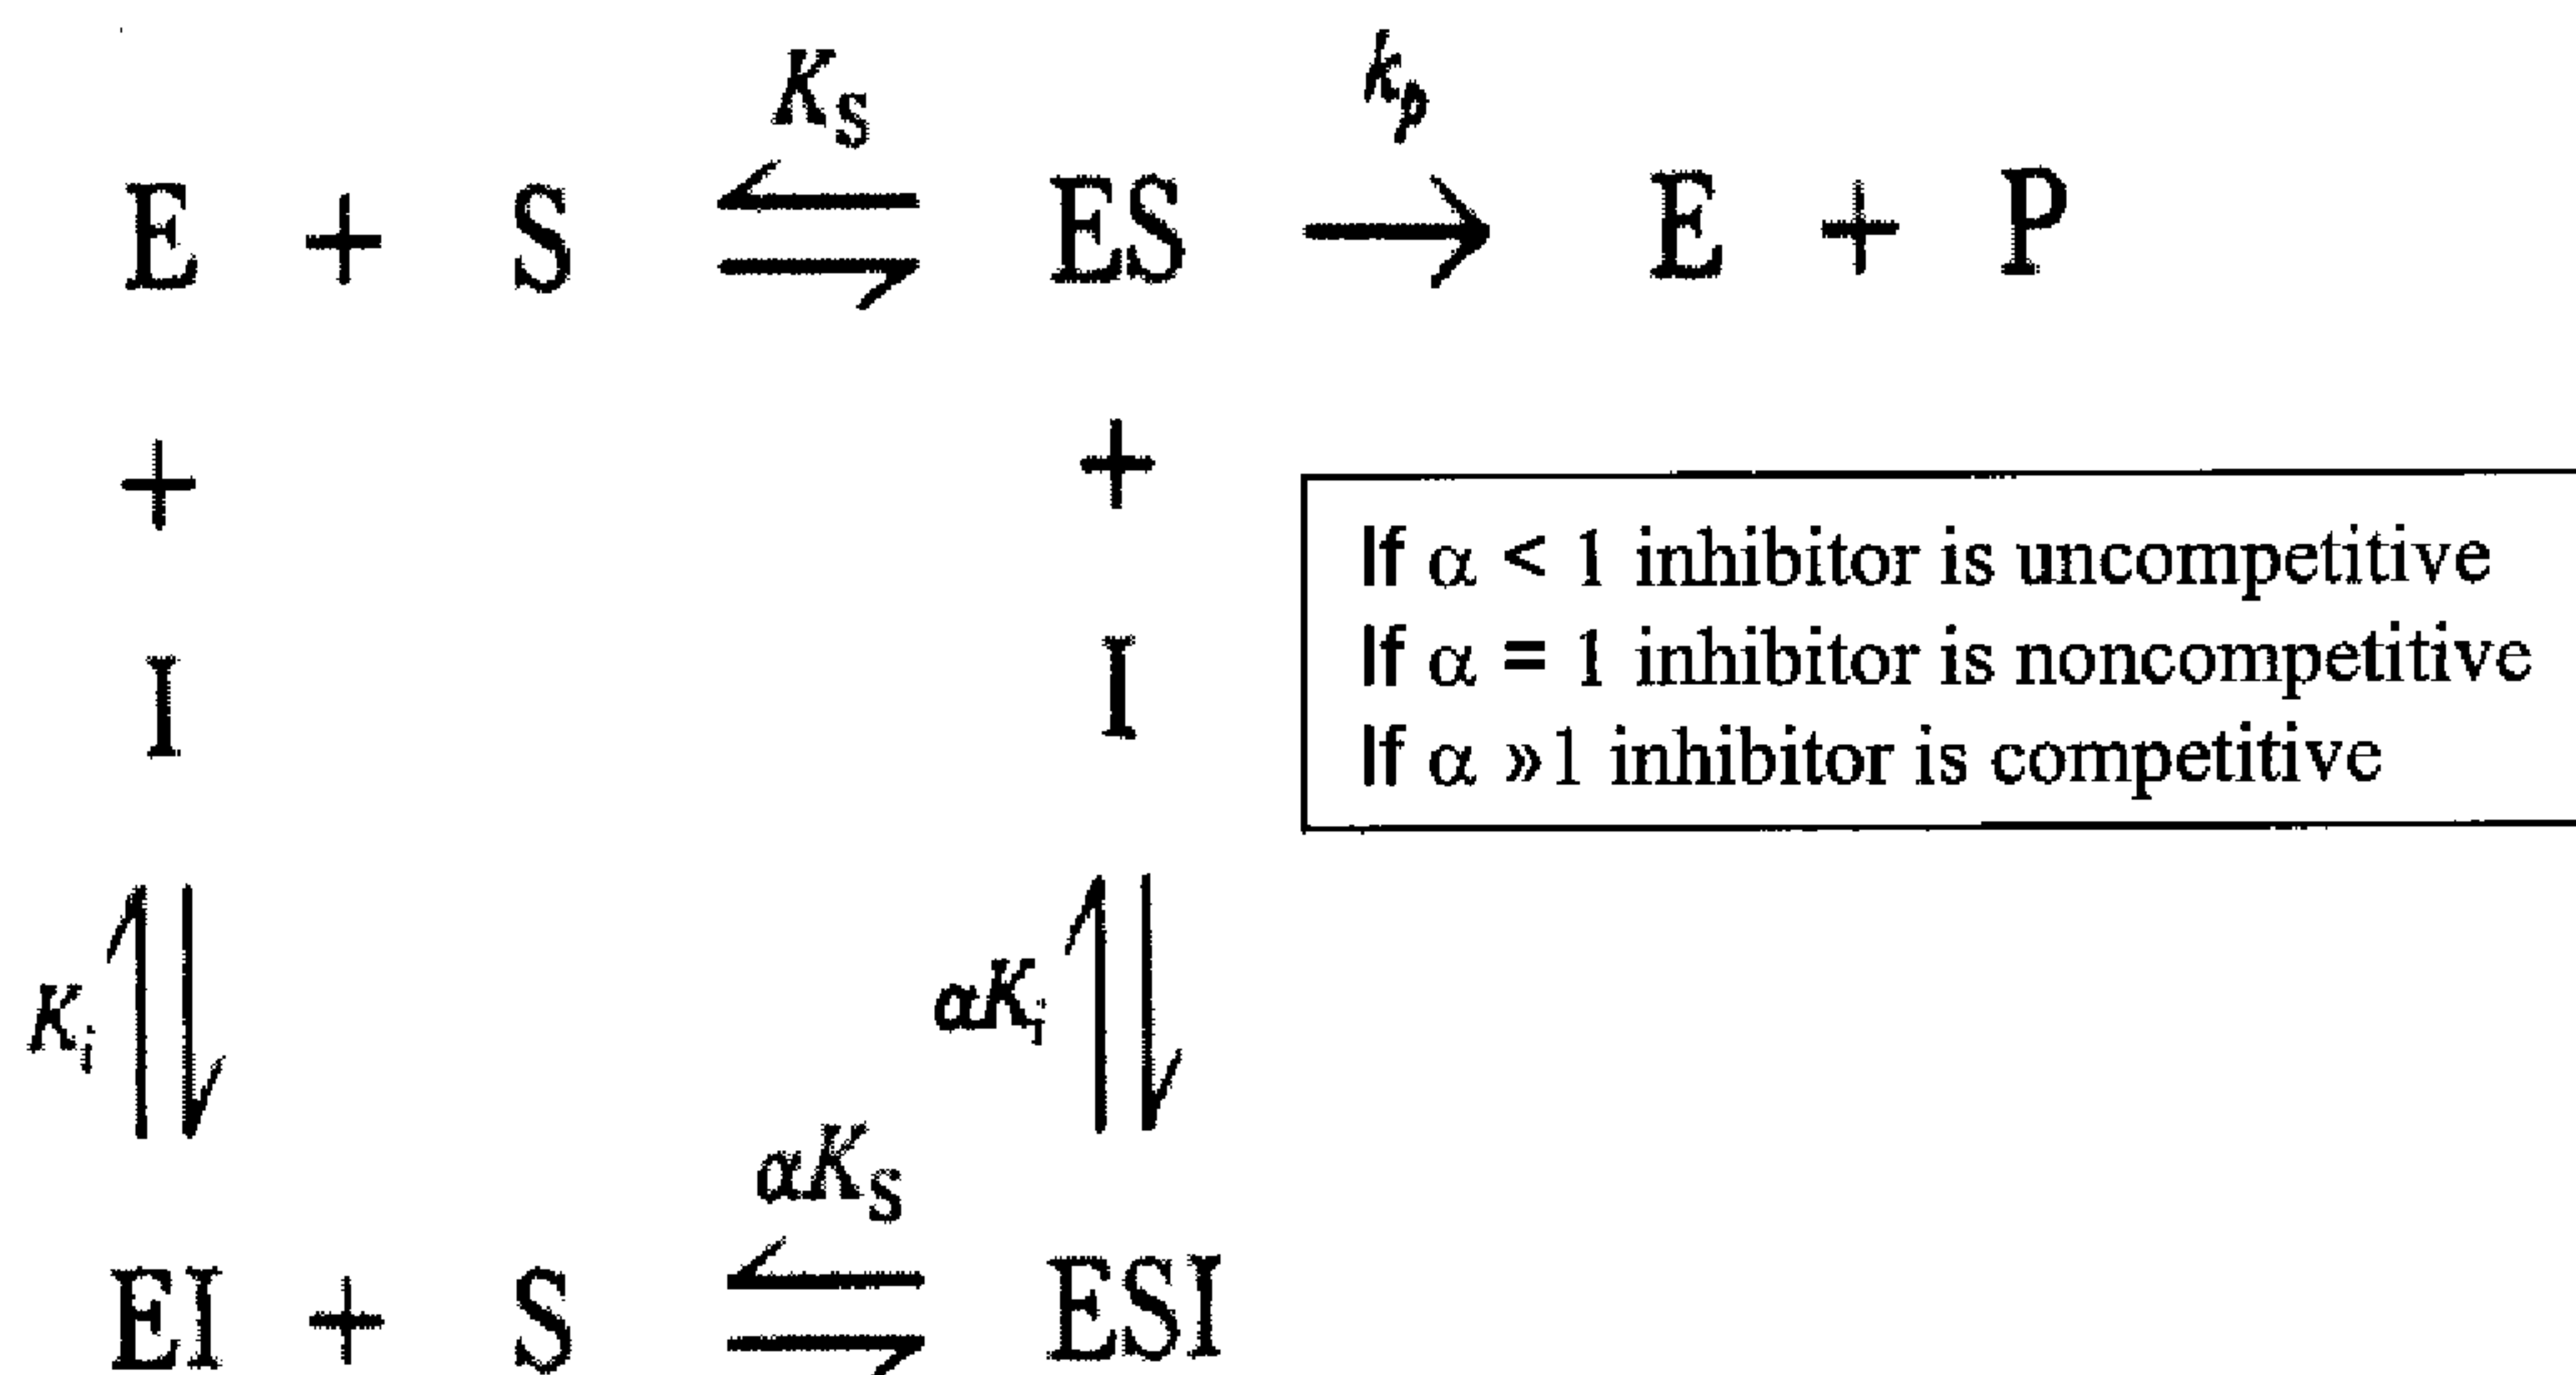 K_S k_p
E + S ⇌ ES → E + P
+ +
If α < 1 inhibitor is uncompetitive
I I
If α = 1 inhibitor is noncompetitive
If α »1 inhibitor is competitive
K_i αK_i
αK_S
EI + S ⇌ ESI